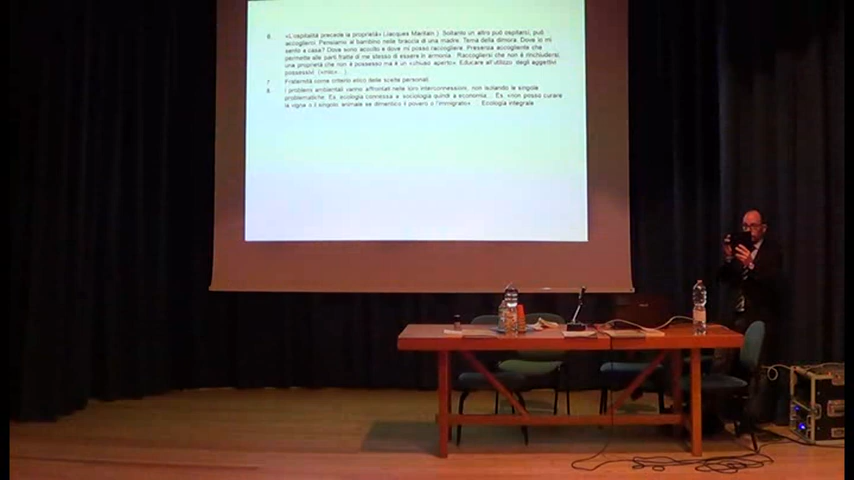 6. «L'ospitalità precede la proprietà» (Jacques Maritain). Soltanto un altro può ospitarci, può
accoglierci. Pensiamo al bambino nelle braccia di una madre. Tema della dimora. Dove io mi
sento a casa? Dove sono accolto e dove mi posso raccogliere. Presenza accogliente che
permette alle parti fratte di me stesso di essere in armonia. Raccogliersi che non è rinchiudersi,
una proprietà che non è possesso ma è un «chiuso aperto». Educare all'utilizzo degli aggettivi
possessivi. («mio»…).
7. Fraternità come criterio etico delle scelte personali.
8. I problemi ambientali vanno affrontati nelle loro interconnessioni, non isolando le singole
problematiche. Es. ecologia connessa a sociologia quindi a economia… Es. «non posso curare
la vigna o il singolo animale se dimentico il povero o l'immigrato» … Ecologia integrale